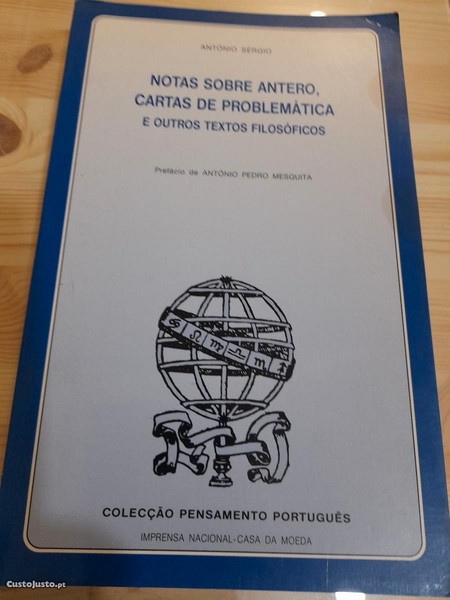 ANTÓNIO SÉRGIO
NOTAS SOBRE ANTERO,
CARTAS DE PROBLEMÁTICA
E OUTROS TEXTOS FILOSÓFICOS
Prefácio de ANTÓNIO PEDRO MESQUITA
COLECÇÃO PENSAMENTO PORTUGUÊS
IMPRENSA NACIONAL-CASA DA MOEDA
CustoJusto.pt